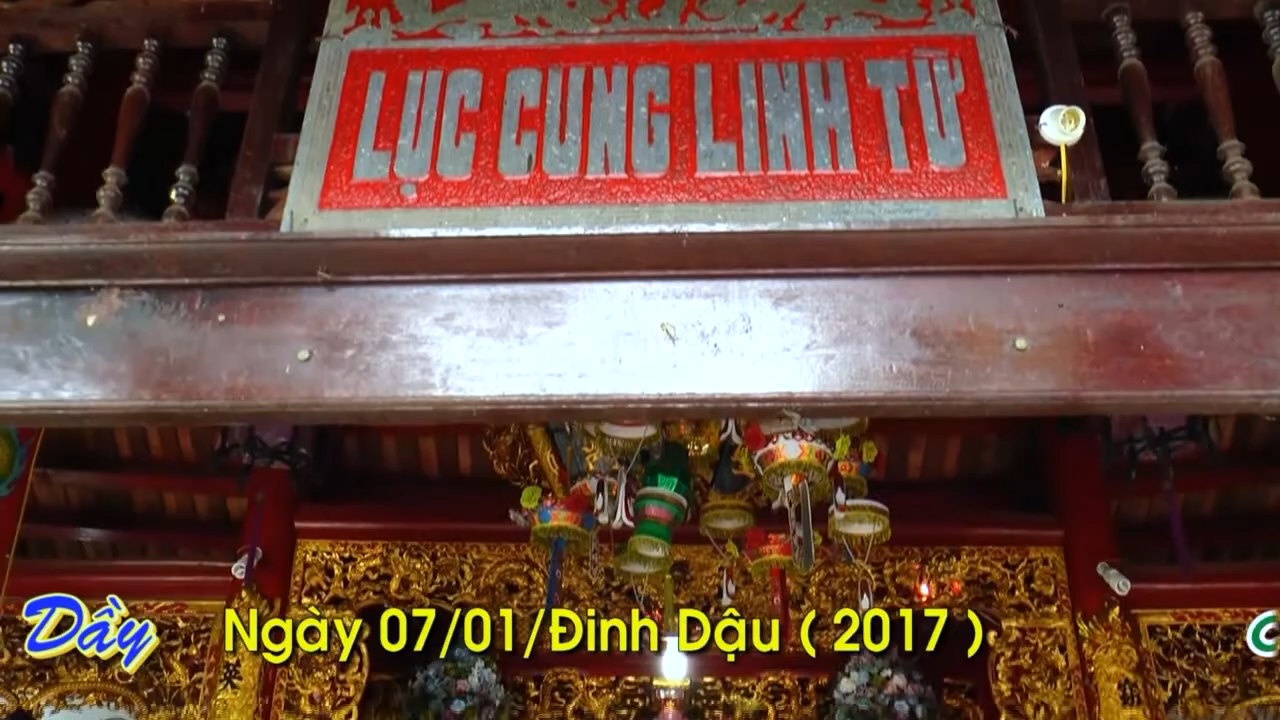 LỤC CUNG LINH TỪ
Dầy
Ngày 07/01/Đinh Dậu ( 2017 )